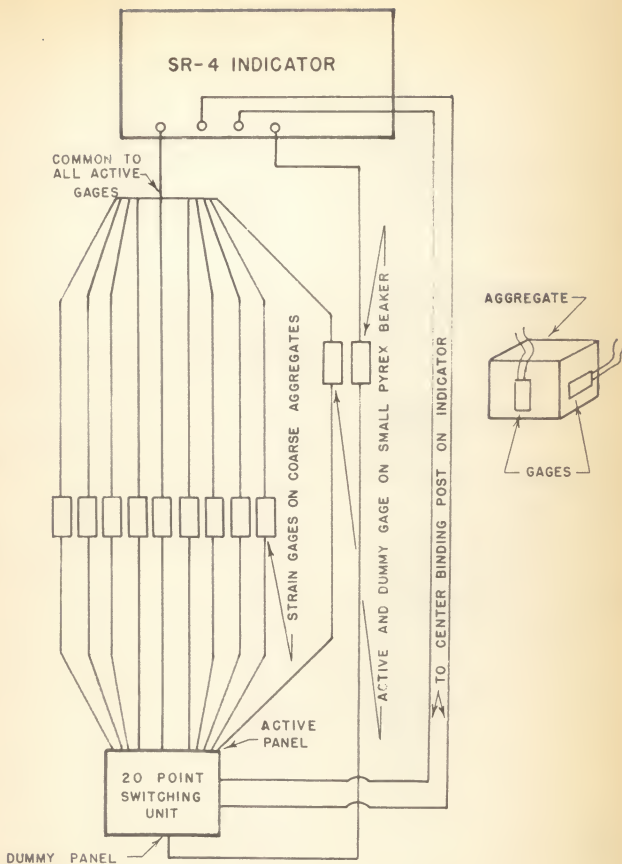 SR-4 INDICATOR
COMMON TO
ALL ACTIVE
GAGES
STRAIN GAGES ON COARSE AGGREGATES
ACTIVE AND DUMMY GAGE ON SMALL PYREX BEAKER
TO CENTER BINDING POST ON INDICATOR
AGGREGATE
GAGES
ACTIVE
PANEL
20 POINT
SWITCHING
UNIT
DUMMY PANEL